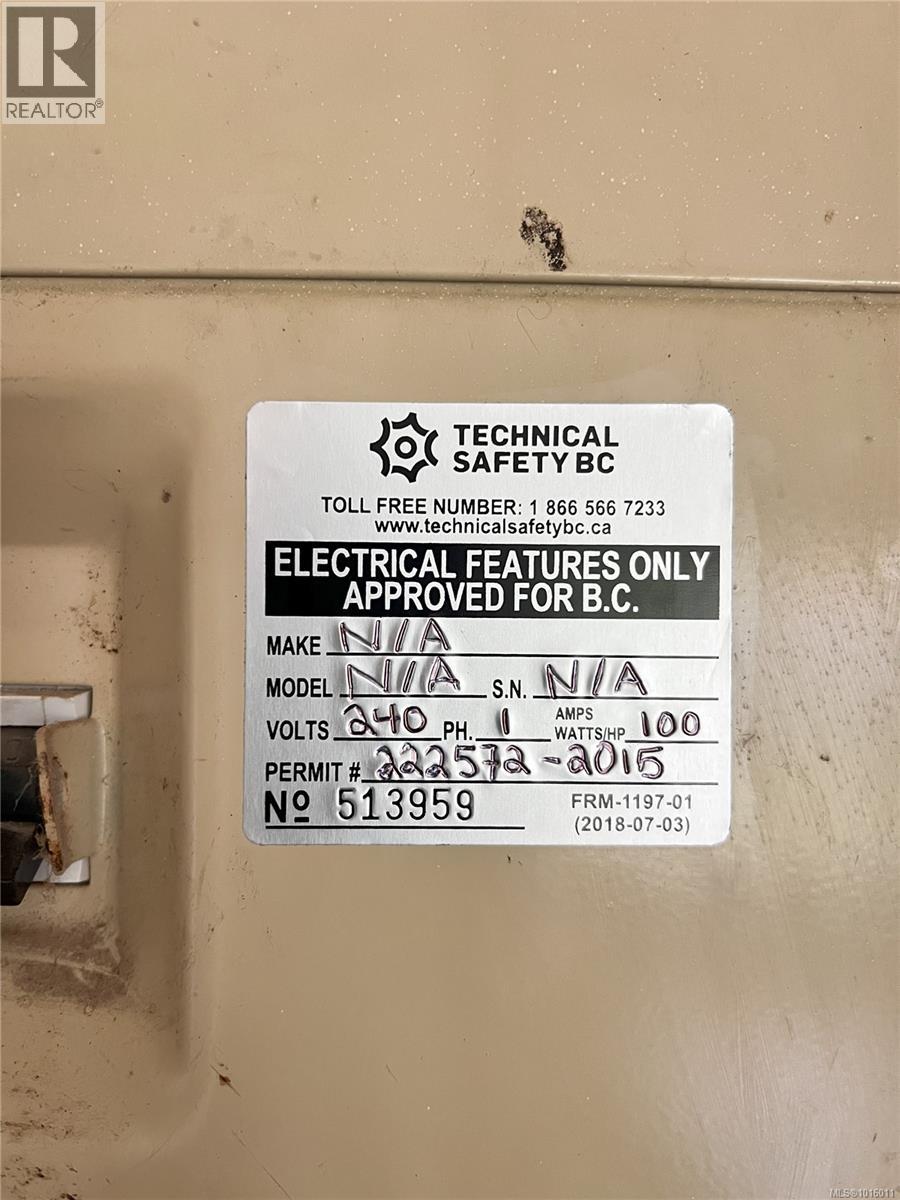 R
REALTOR®
TECHNICAL
SAFETY BC
TOLL FREE NUMBER: 1 866 566 7233
www.technicalsafetybc.ca
ELECTRICAL FEATURES ONLY
APPROVED FOR B.C.
MAKE N/A
MODEL N/A S.N. N/A
VOLTS 240 PH. 1 AMPS WATTS/HP 100
PERMIT # 222572-2015
Nº 513959 FRM-1197-01
(2018-07-03)
MLS®1016011